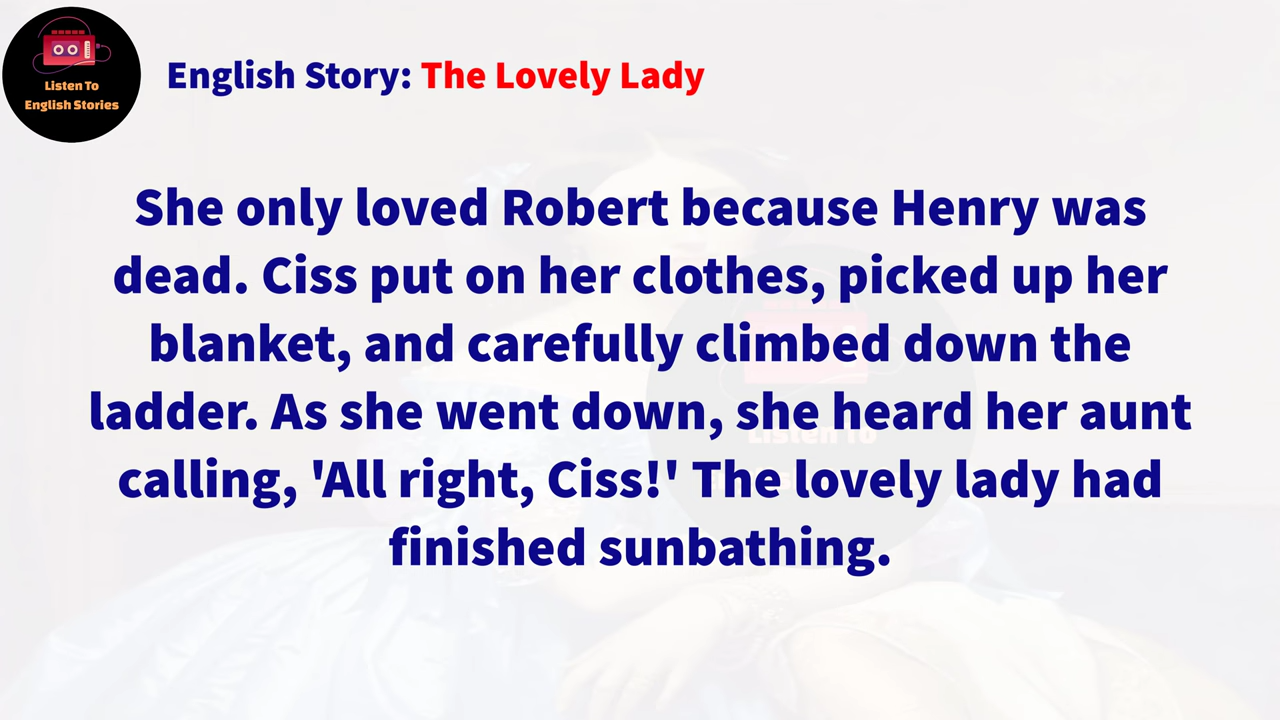 Listen To
English Stories
English Story: The Lovely Lady
She only loved Robert because Henry was
dead. Ciss put on her clothes, picked up her
blanket, and carefully climbed down the
ladder. As she went down, she heard her aunt
calling, 'All right, Ciss!' The lovely lady had
finished sunbathing.
Listen To